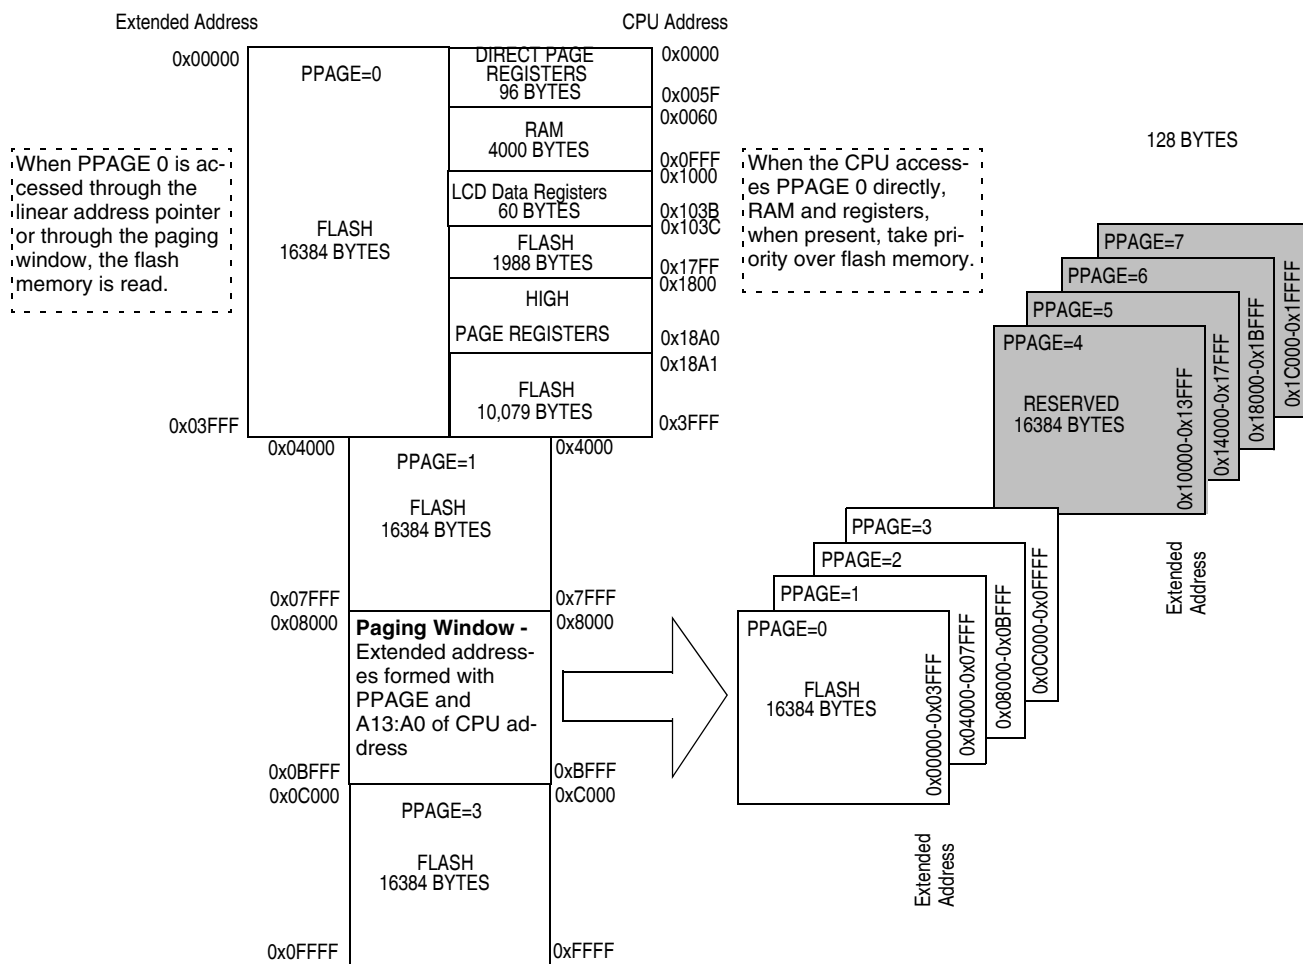 Extended Address
CPU Address
0x00000
PPAGE=0
FLASH
16384 BYTES
0x03FFF
DIRECT PAGE
REGISTERS
96 BYTES
0x0000
0x005F
RAM
4000 BYTES
0x0060
0x0FFF
LCD Data Registers
60 BYTES
0x1000
0x103B
FLASH
1988 BYTES
0x103C
0x17FF
HIGH
PAGE REGISTERS
0x1800
0x18A0
FLASH
10,079 BYTES
0x18A1
0x3FFF
When PPAGE 0 is ac-
cessed through the
linear address pointer
or through the paging
window, the flash
memory is read.
When the CPU access-
es PPAGE 0 directly,
RAM and registers,
when present, take pri-
ority over flash memory.
128 BYTES
0x04000
PPAGE=1
0x4000
FLASH
16384 BYTES
0x07FFF
0x7FFF
0x08000
0x8000
Paging Window -
Extended address-
es formed with
PPAGE and
A13:A0 of CPU ad-
dress
0x0BFFF
0xBFFF
0x0C000
0xC000
PPAGE=3
FLASH
16384 BYTES
0x0FFFF
0xFFFF
PPAGE=7
0x1C000-0x1FFFF
PPAGE=6
0x18000-0x1BFFF
PPAGE=5
0x14000-0x17FFF
PPAGE=4
RESERVED
16384 BYTES
0x10000-0x13FFF
Extended
Address
PPAGE=3
0x0C000-0x0FFFF
PPAGE=2
0x08000-0x0BFFF
PPAGE=1
0x04000-0x07FFF
PPAGE=0
FLASH
16384 BYTES
0x00000-0x03FFF
Extended
Address